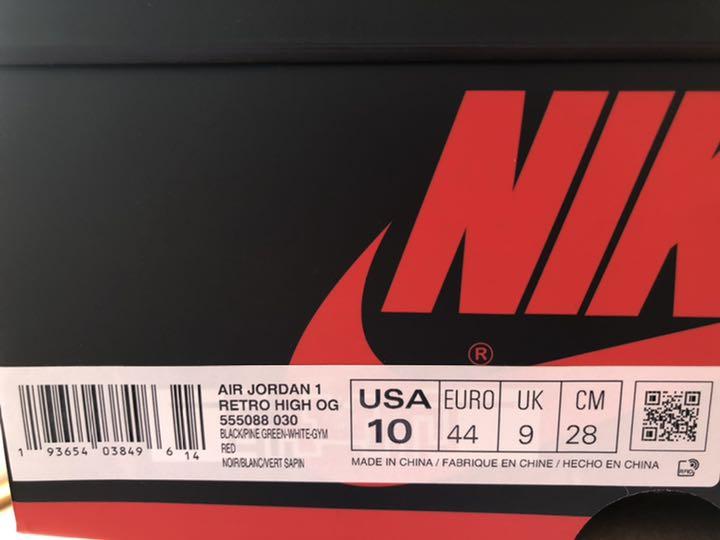 NIK
®
AIR JORDAN 1
RETRO HIGH OG
555088 030
BLACK/PINE GREEN-WHITE-GYM
RED
NOIR/BLANC/VERT SAPIN
USA EURO UK CM
10 44 9 28
1 93654 03849 6 14
MADE IN CHINA / FABRIQUE EN CHINE / HECHO EN CHINA
RFID